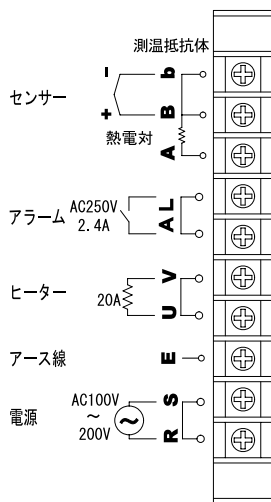 測温抵抗体
センサー
- b
B
+
熱電対
A
アラーム
AC250V
2.4A
L
A
ヒーター
20A
V
U
アース線
E
電源
AC100V
~
200V
S
R